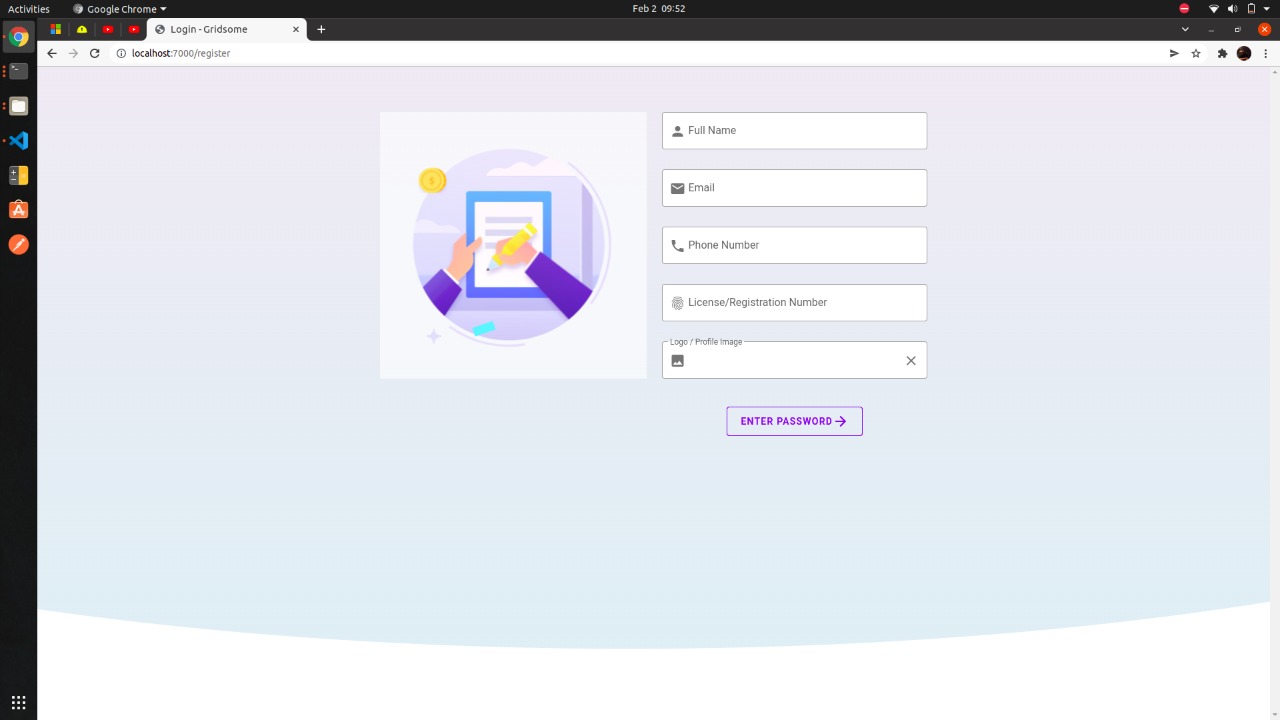 Activities
Google Chrome
Feb 2 09:52
Login - Gridsome
localhost:7000/register
Full Name
Email
Phone Number
License/Registration Number
Logo / Profile Image
ENTER PASSWORD